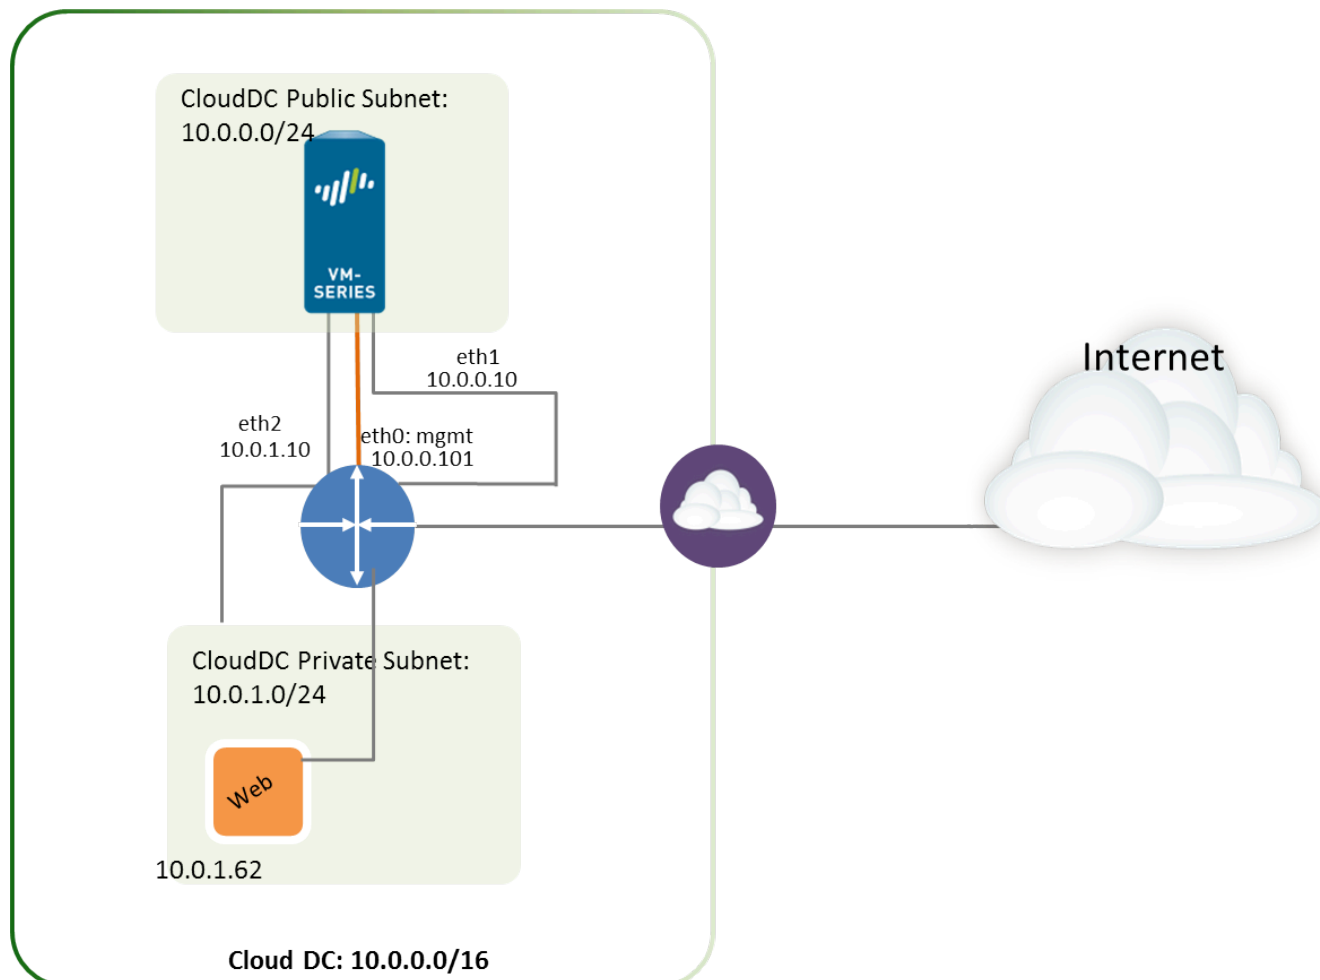 CloudDC Public Subnet:
10.0.0.0/24
VM-
SERIES
eth1
10.0.0.10
eth2
10.0.1.10
eth0: mgmt
10.0.0.101
Internet
CloudDC Private Subnet:
10.0.1.0/24
Web
10.0.1.62
Cloud DC: 10.0.0.0/16